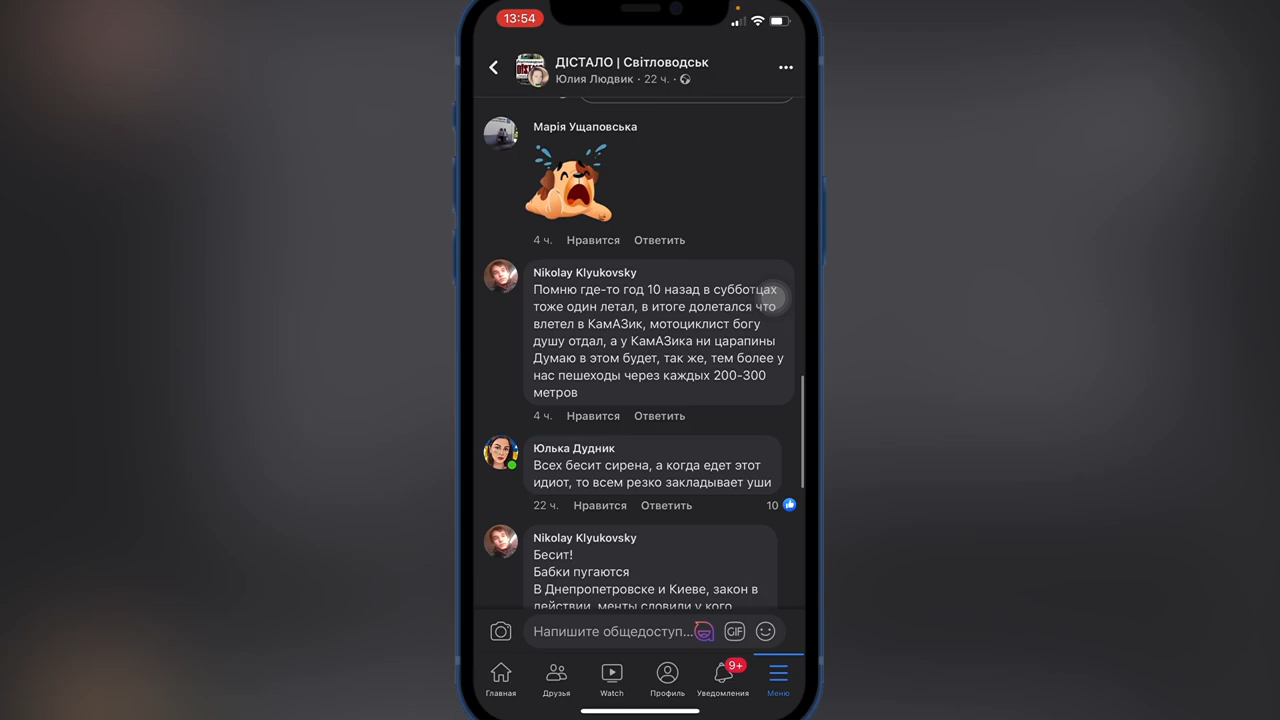 13:54
ДІСТАЛО | Світловодськ
Юлия Людвик · 22 ч. ·
Марія Ущаповська
4 ч. Нравится Ответить
Nikolay Klyukovsky
Помню где-то год 10 назад в субботцах
тоже один летал, в итоге долетался что
влетел в КамАЗик, мотоциклист богу
душу отдал, а у КамАЗика ни царапины
Думаю в этом будет, так же, тем более у
нас пешеходы через каждых 200-300
метров
4 ч. Нравится Ответить
Юлька Дудник
Всех бесит сирена, а когда едет этот
идиот, то всем резко закладывает уши
22 ч. Нравится Ответить 10
Nikolay Klyukovsky
Бесит!
Бабки пугаются
В Днепропетровске и Киеве, закон в
действии, менты словили у кого
Напишите общедоступ... GIF
9+
Главная Друзья Watch Профиль Уведомления Меню